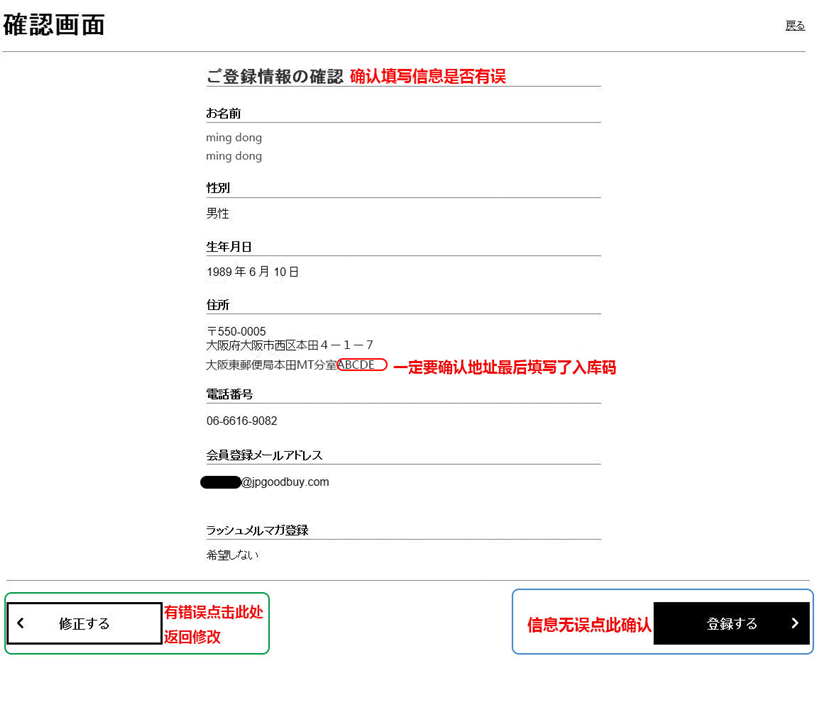 確認画面
戻る
ご登録情報の確認 确认填写信息是否有误
お名前
ming dong
ming dong
性別
男性
生年月日
1989 年 6 月 10 日
住所
〒550-0005
大阪府大阪市西区本田４－１－７
大阪東郵便局本田MT分室ABCDE 一定要确认地址最后填写了入库码
電話番号
06-6616-9082
会員登録メールアドレス
@jpgoodbuy.com
ラッシュメルマガ登録
希望しない
修正する
有错误点击此处
返回修改
信息无误点此确认
登録する